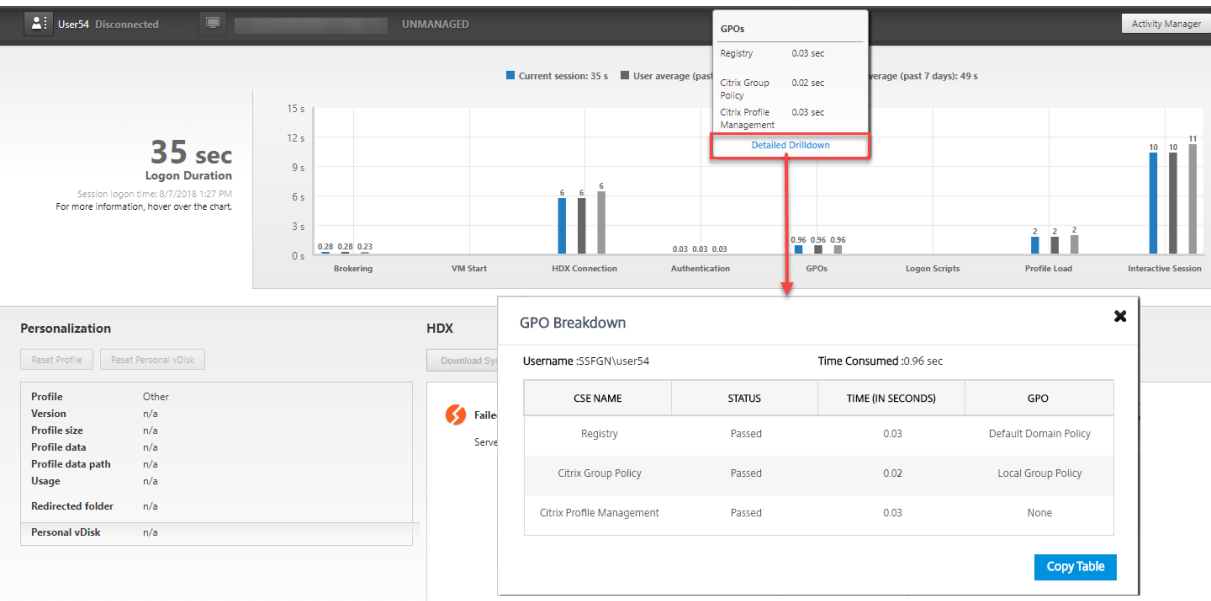 User54 Disconnected
UNMANAGED
Activity Manager
GPOs
Registry 0.03 sec
Citrix Group 0.02 sec
Policy
Citrix Profile 0.03 sec
Management
Detailed Drilldown
Current session: 35 s User average (past verage (past 7 days): 49 s
35 sec
Logon Duration
Session logon time: 8/7/2018 1:27 PM
For more information, hover over the chart.
15 s
12 s
9 s
6 s
3 s
0 s
0.28 0.28 0.23
6 6 6
0.03 0.03 0.03
0.96 0.96 0.96
2 2 2
10 10 11
Brokering VM Start HDX Connection Authentication GPOs Logon Scripts Profile Load Interactive Session
Personalization
Reset Profile Reset Personal vDisk
Profile Other
Version n/a
Profile size n/a
Profile data n/a
Profile data path n/a
Usage n/a
Redirected folder n/a
Personal vDisk n/a
HDX
Download Sys
Faile
Serve
GPO Breakdown
Username :SSFGN\user54 Time Consumed :0.96 sec
CSE NAME STATUS TIME (IN SECONDS) GPO
Registry Passed 0.03 Default Domain Policy
Citrix Group Policy Passed 0.02 Local Group Policy
Citrix Profile Management Passed 0.03 None
Copy Table